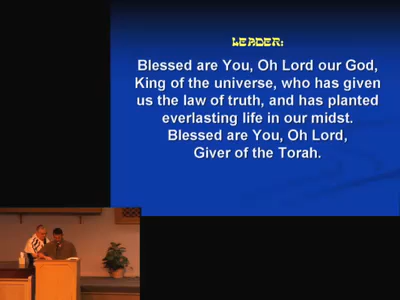 LEADER:
Blessed are You, Oh Lord our God,
King of the universe, who has given
us the law of truth, and has planted
everlasting life in our midst.
Blessed are You, Oh Lord,
Giver of the Torah.